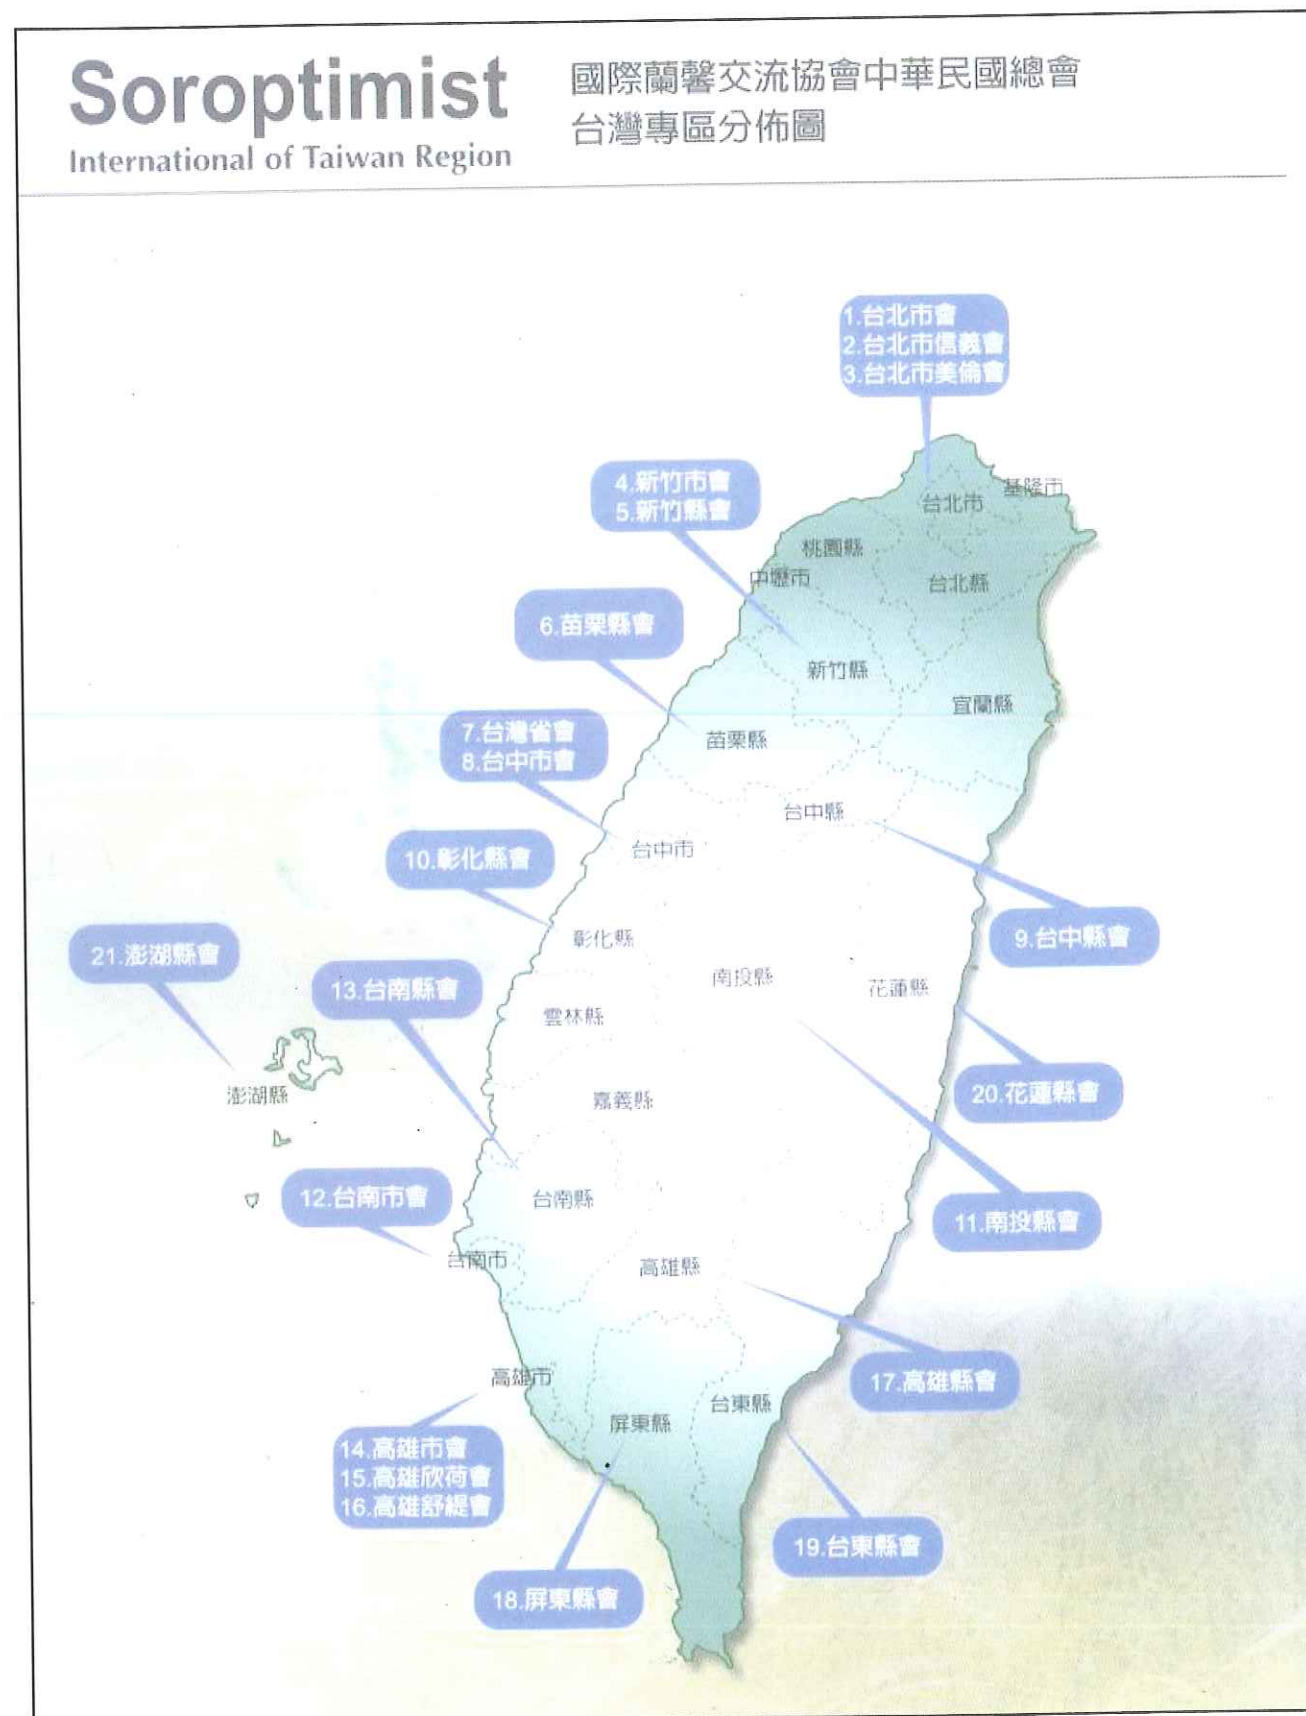 Soroptimist
International of Taiwan Region
國際蘭馨交流協會中華民國總會
台灣專區分佈圖
1.台北市會
2.台北市信義會
3.台北市美倫會
4.新竹市會
5.新竹縣會
台北市
基隆市
桃園縣
中壢市
台北縣
6.苗栗縣會
新竹縣
宜蘭縣
7.台灣省會
8.台中市會
苗栗縣
台中縣
台中市
10.彰化縣會
9.台中縣會
彰化縣
21.澎湖縣會
13.台南縣會
南投縣
花蓮縣
雲林縣
澎湖縣
嘉義縣
20.花蓮縣會
12.台南市會
台南縣
11.南投縣會
台南市
高雄縣
高雄市
17.高雄縣會
台東縣
屏東縣
14.高雄市會
15.高雄欣荷會
16.高雄舒緹會
19.台東縣會
18.屏東縣會